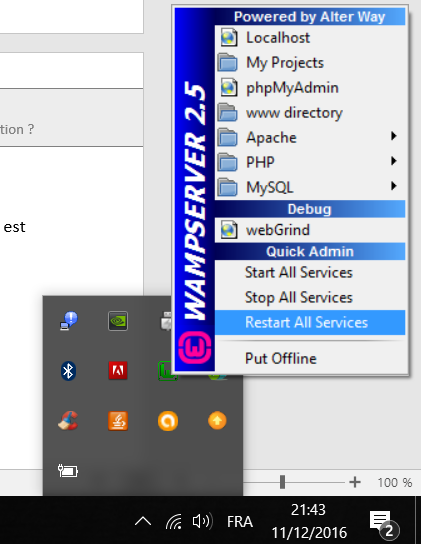 Powered by Alter Way
Localhost
My Projects
phpMyAdmin
www directory
Apache
PHP
MySQL
Debug
webGrind
Quick Admin
Start All Services
Stop All Services
Restart All Services
Put Offline
WAMPSERVER 2.5
tion ?
est
100 %
FRA
21:43
11/12/2016
2